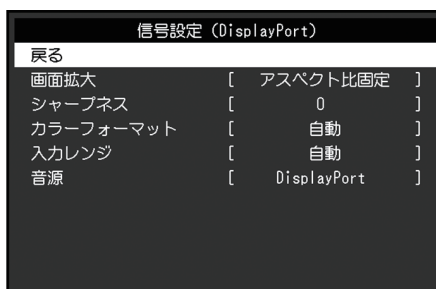 信号設定 (DisplayPort)
戻る
画面拡大 [ アスペクト比固定 ]
シャープネス [ 0 ]
カラーフォーマット [ 自動 ]
入力レンジ [ 自動 ]
音源 [ DisplayPort ]